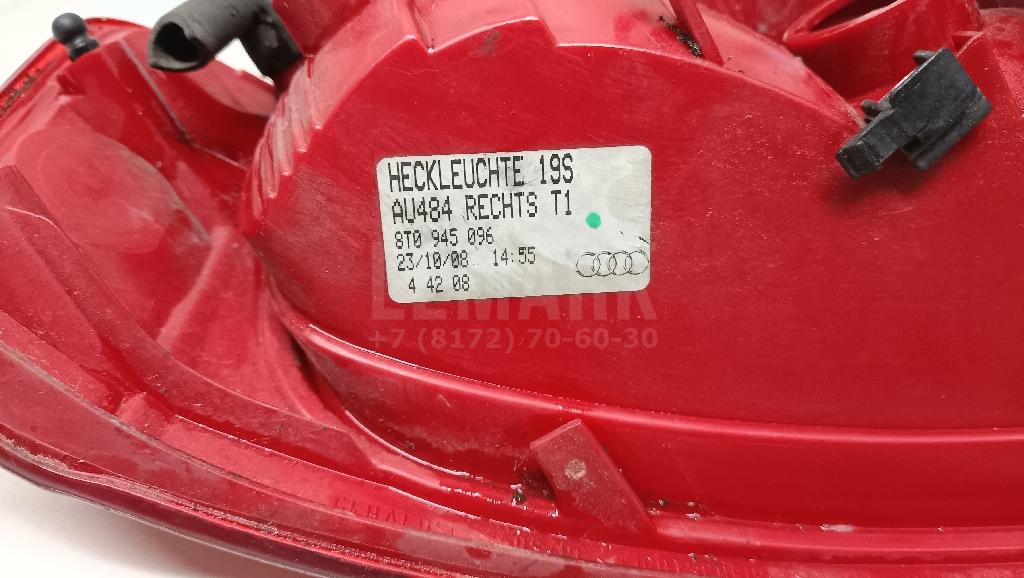 HECKLEUCHTE 19S
AU484 RECHTS T1
8T0 945 096
23/10/08 14:55
4 42 08
LEMARK
+7 (8172) 70-60-30